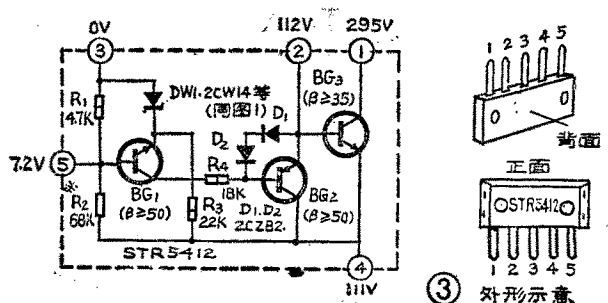 0V
112V
295V
③
②
①
BG3
(β≥35)
DW1.2CW14等
(同图1)
R1
4.7K
D1
D2
7.2V
⑤
R4
18K
BG1
(β≥50)
R2
68K
R3
22K
D1.D2
2CZ82
BG2
(β≥50)
STR5412
④
111V
1 2 3 4 5
背面
正面
STR5412
1 2 3 4 5
③ 外形示意